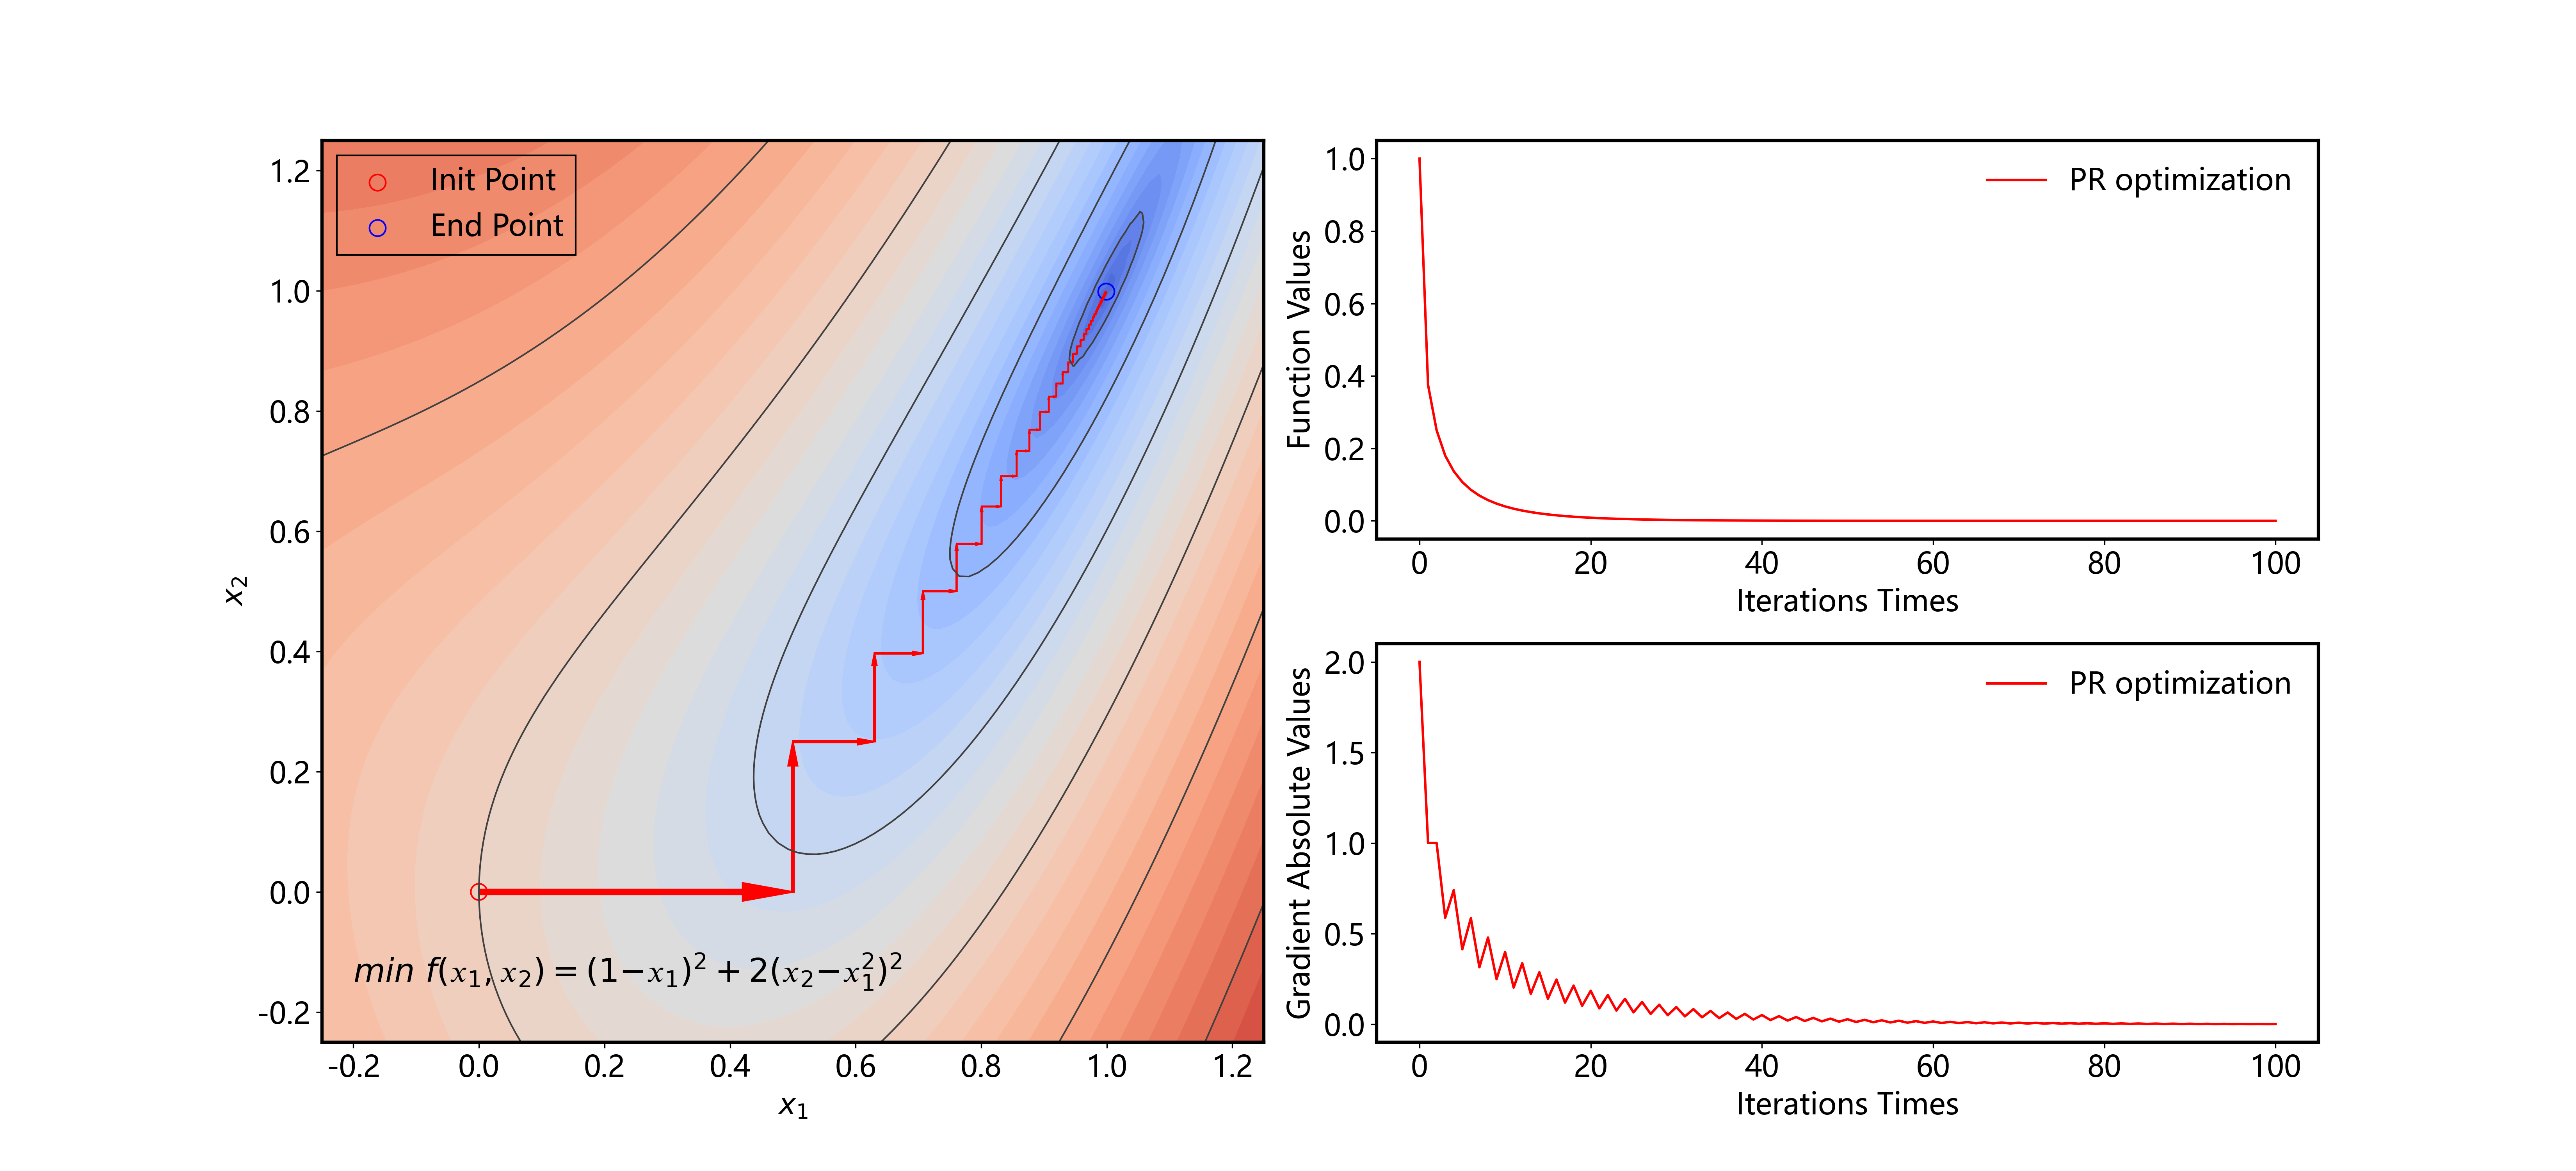 1.2
1.0
0.8
0.6
0.4
0.2
0.0
-0.2
x₂
Init Point
End Point
min f(x₁, x₂) = (1−x₁)² + 2(x₂−x₁²)²
-0.2 0.0 0.2 0.4 0.6 0.8 1.0 1.2
x₁
1.0
0.8
0.6
0.4
0.2
0.0
Function Values
PR optimization
0 20 40 60 80 100
Iterations Times
2.0
1.5
1.0
0.5
0.0
Gradient Absolute Values
PR optimization
0 20 40 60 80 100
Iterations Times